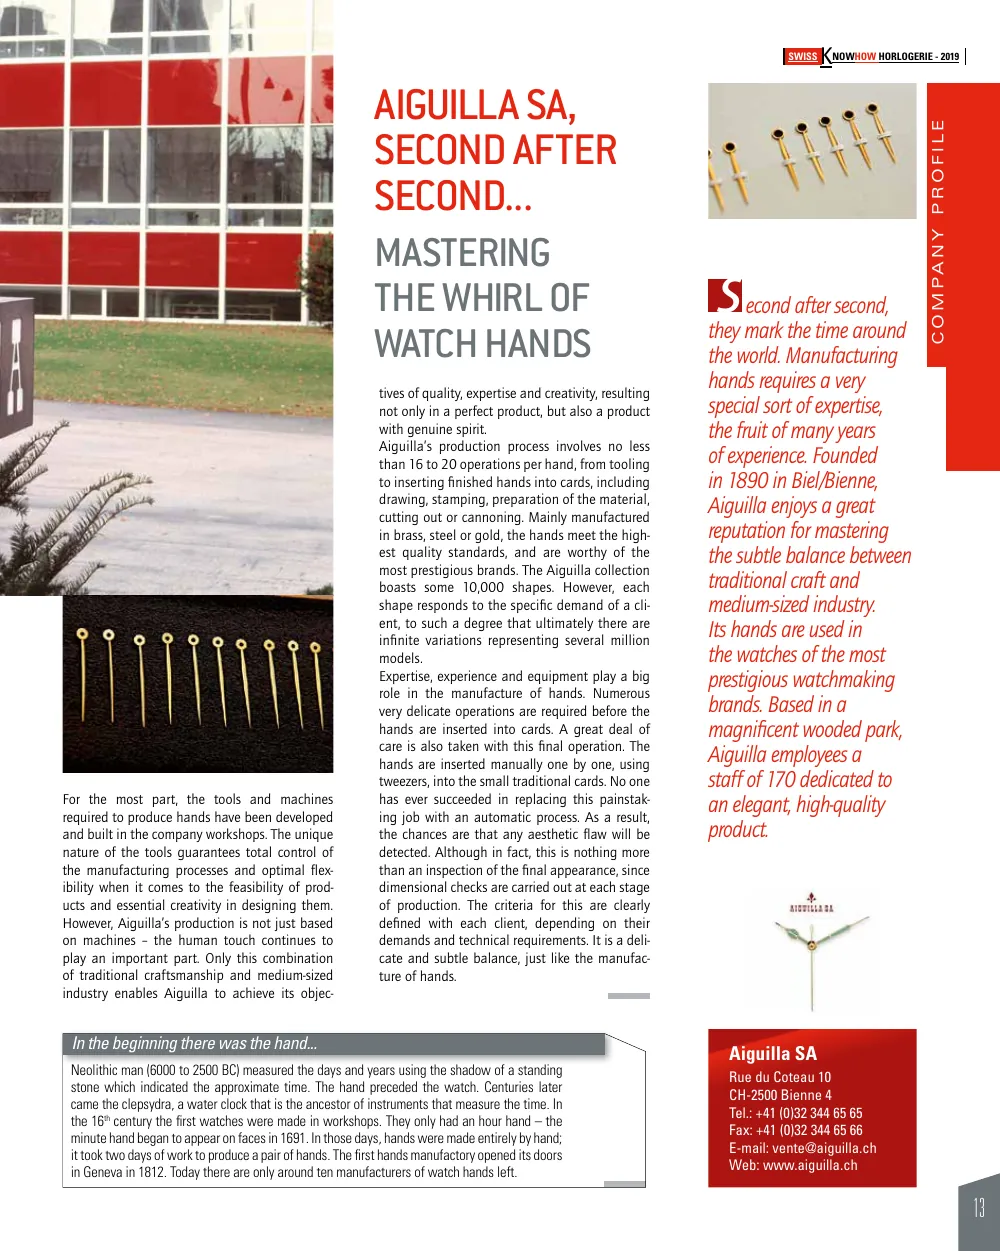 SWISS KNOWHOW HORLOGERIE - 2019
COMPANY PROFILE
AIGUILLA SA,
SECOND AFTER
SECOND...
MASTERING
THE WHIRL OF
WATCH HANDS
For the most part, the tools and machines
required to produce hands have been developed
and built in the company workshops. The unique
nature of the tools guarantees total control of
the manufacturing processes and optimal flex-
ibility when it comes to the feasibility of prod-
ucts and essential creativity in designing them.
However, Aiguilla's production is not just based
on machines – the human touch continues to
play an important part. Only this combination
of traditional craftsmanship and medium-sized
industry enables Aiguilla to achieve its objec-
tives of quality, expertise and creativity, resulting
not only in a perfect product, but also a product
with genuine spirit.
Aiguilla's production process involves no less
than 16 to 20 operations per hand, from tooling
to inserting finished hands into cards, including
drawing, stamping, preparation of the material,
cutting out or cannoning. Mainly manufactured
in brass, steel or gold, the hands meet the high-
est quality standards, and are worthy of the
most prestigious brands. The Aiguilla collection
boasts some 10,000 shapes. However, each
shape responds to the specific demand of a cli-
ent, to such a degree that ultimately there are
infinite variations representing several million
models.
Expertise, experience and equipment play a big
role in the manufacture of hands. Numerous
very delicate operations are required before the
hands are inserted into cards. A great deal of
care is also taken with this final operation. The
hands are inserted manually one by one, using
tweezers, into the small traditional cards. No one
has ever succeeded in replacing this painstak-
ing job with an automatic process. As a result,
the chances are that any aesthetic flaw will be
detected. Although in fact, this is nothing more
than an inspection of the final appearance, since
dimensional checks are carried out at each stage
of production. The criteria for this are clearly
defined with each client, depending on their
demands and technical requirements. It is a deli-
cate and subtle balance, just like the manufac-
ture of hands.
Second after second,
they mark the time around
the world. Manufacturing
hands requires a very
special sort of expertise,
the fruit of many years
of experience. Founded
in 1890 in Biel/Bienne,
Aiguilla enjoys a great
reputation for mastering
the subtle balance between
traditional craft and
medium-sized industry.
Its hands are used in
the watches of the most
prestigious watchmaking
brands. Based in a
magnificent wooded park,
Aiguilla employees a
staff of 170 dedicated to
an elegant, high-quality
product.
AIGUILLA SA
In the beginning there was the hand...
Neolithic man (6000 to 2500 BC) measured the days and years using the shadow of a standing
stone which indicated the approximate time. The hand preceded the watch. Centuries later
came the clepsydra, a water clock that is the ancestor of instruments that measure the time. In
the 16th century the first watches were made in workshops. They only had an hour hand – the
minute hand began to appear on faces in 1691. In those days, hands were made entirely by hand;
it took two days of work to produce a pair of hands. The first hands manufactory opened its doors
in Geneva in 1812. Today there are only around ten manufacturers of watch hands left.
Aiguilla SA
Rue du Coteau 10
CH-2500 Bienne 4
Tel.: +41 (0)32 344 65 65
Fax: +41 (0)32 344 65 66
E-mail: vente@aiguilla.ch
Web: www.aiguilla.ch
13